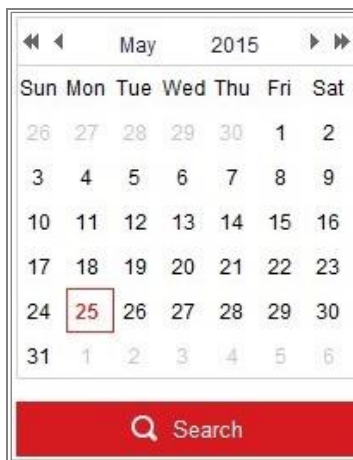 May 2015
Sun Mon Tue Wed Thu Fri Sat
26 27 28 29 30 1 2
3 4 5 6 7 8 9
10 11 12 13 14 15 16
17 18 19 20 21 22 23
24 25 26 27 28 29 30
31 1 2 3 4 5 6
Search